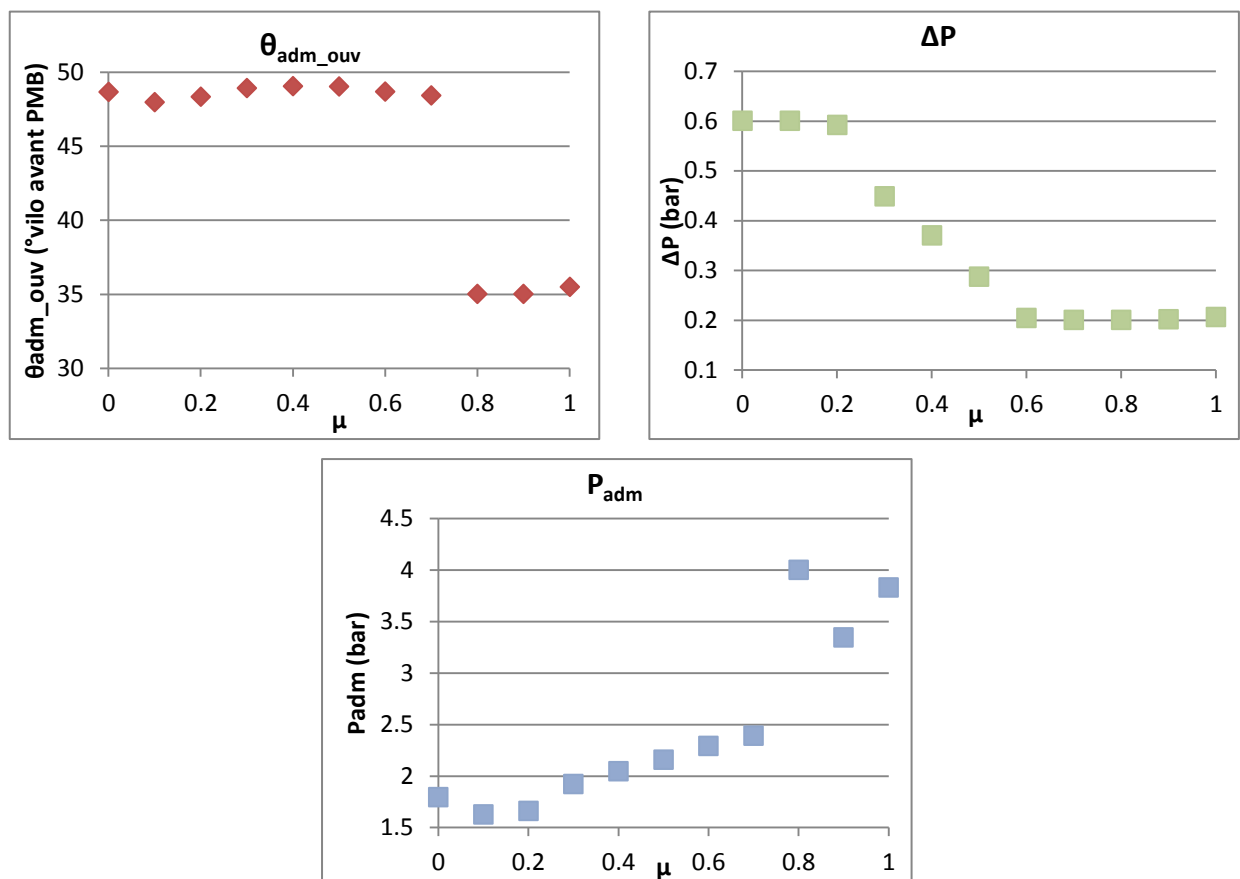 θadm_ouv
50
45
40
35
30
0 0.2 0.4 0.6 0.8 1
μ
θadm_ouv (°vilo avant PMB)
ΔP
0.7
0.6
0.5
0.4
0.3
0.2
0.1
0 0.2 0.4 0.6 0.8 1
μ
ΔP (bar)
Padm
4.5
4
3.5
3
2.5
2
1.5
0 0.2 0.4 0.6 0.8 1
μ
Padm (bar)